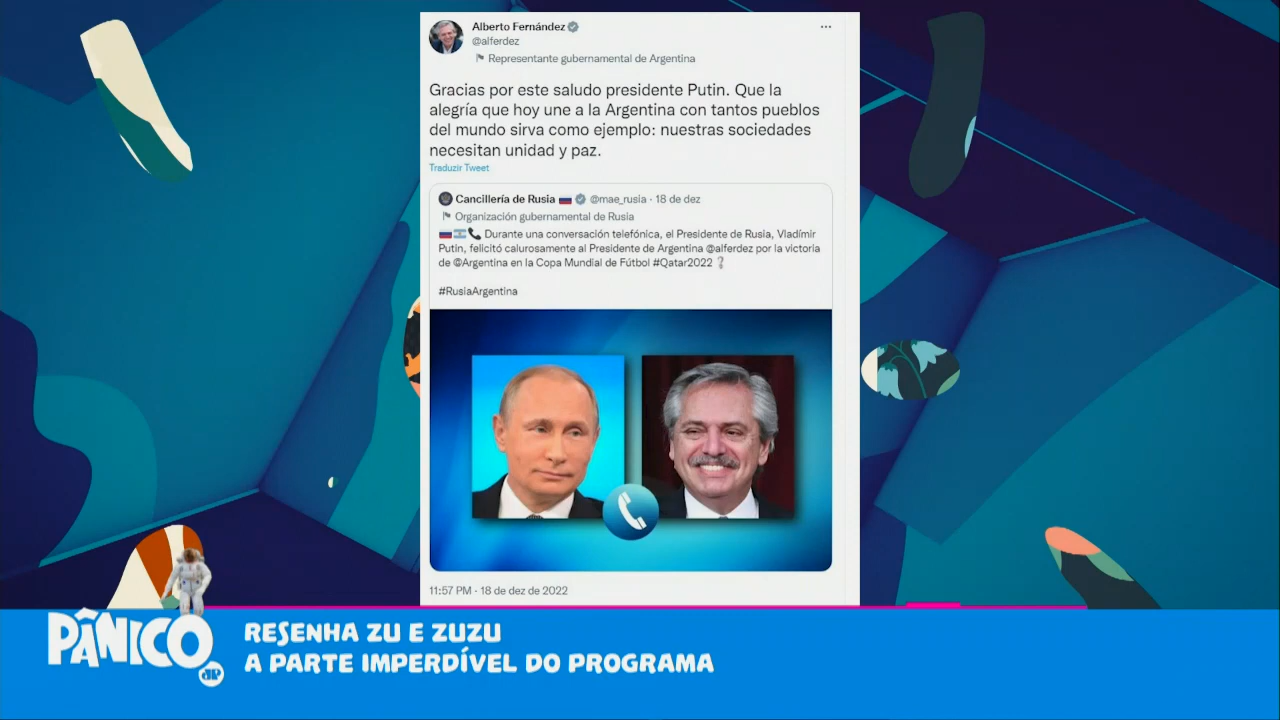 Alberto Fernández
@alferdez
Representante gubernamental de Argentina
Gracias por este saludo presidente Putin. Que la
alegría que hoy une a la Argentina con tantos pueblos
del mundo sirva como ejemplo: nuestras sociedades
necesitan unidad y paz.
Traduzir Tweet
Cancillería de Rusia @mae_rusia · 18 de dez
Organización gubernamental de Rusia
Durante una conversación telefónica, el Presidente de Rusia, Vladímir
Putin, felicitó calurosamente al Presidente de Argentina @alferdez por la victoria
de @Argentina en la Copa Mundial de Fútbol #Qatar2022
#RusiaArgentina
11:57 PM · 18 de dez de 2022
PÂNICO
JP
RESENHA ZU E ZUZU
A PARTE IMPERDÍVEL DO PROGRAMA